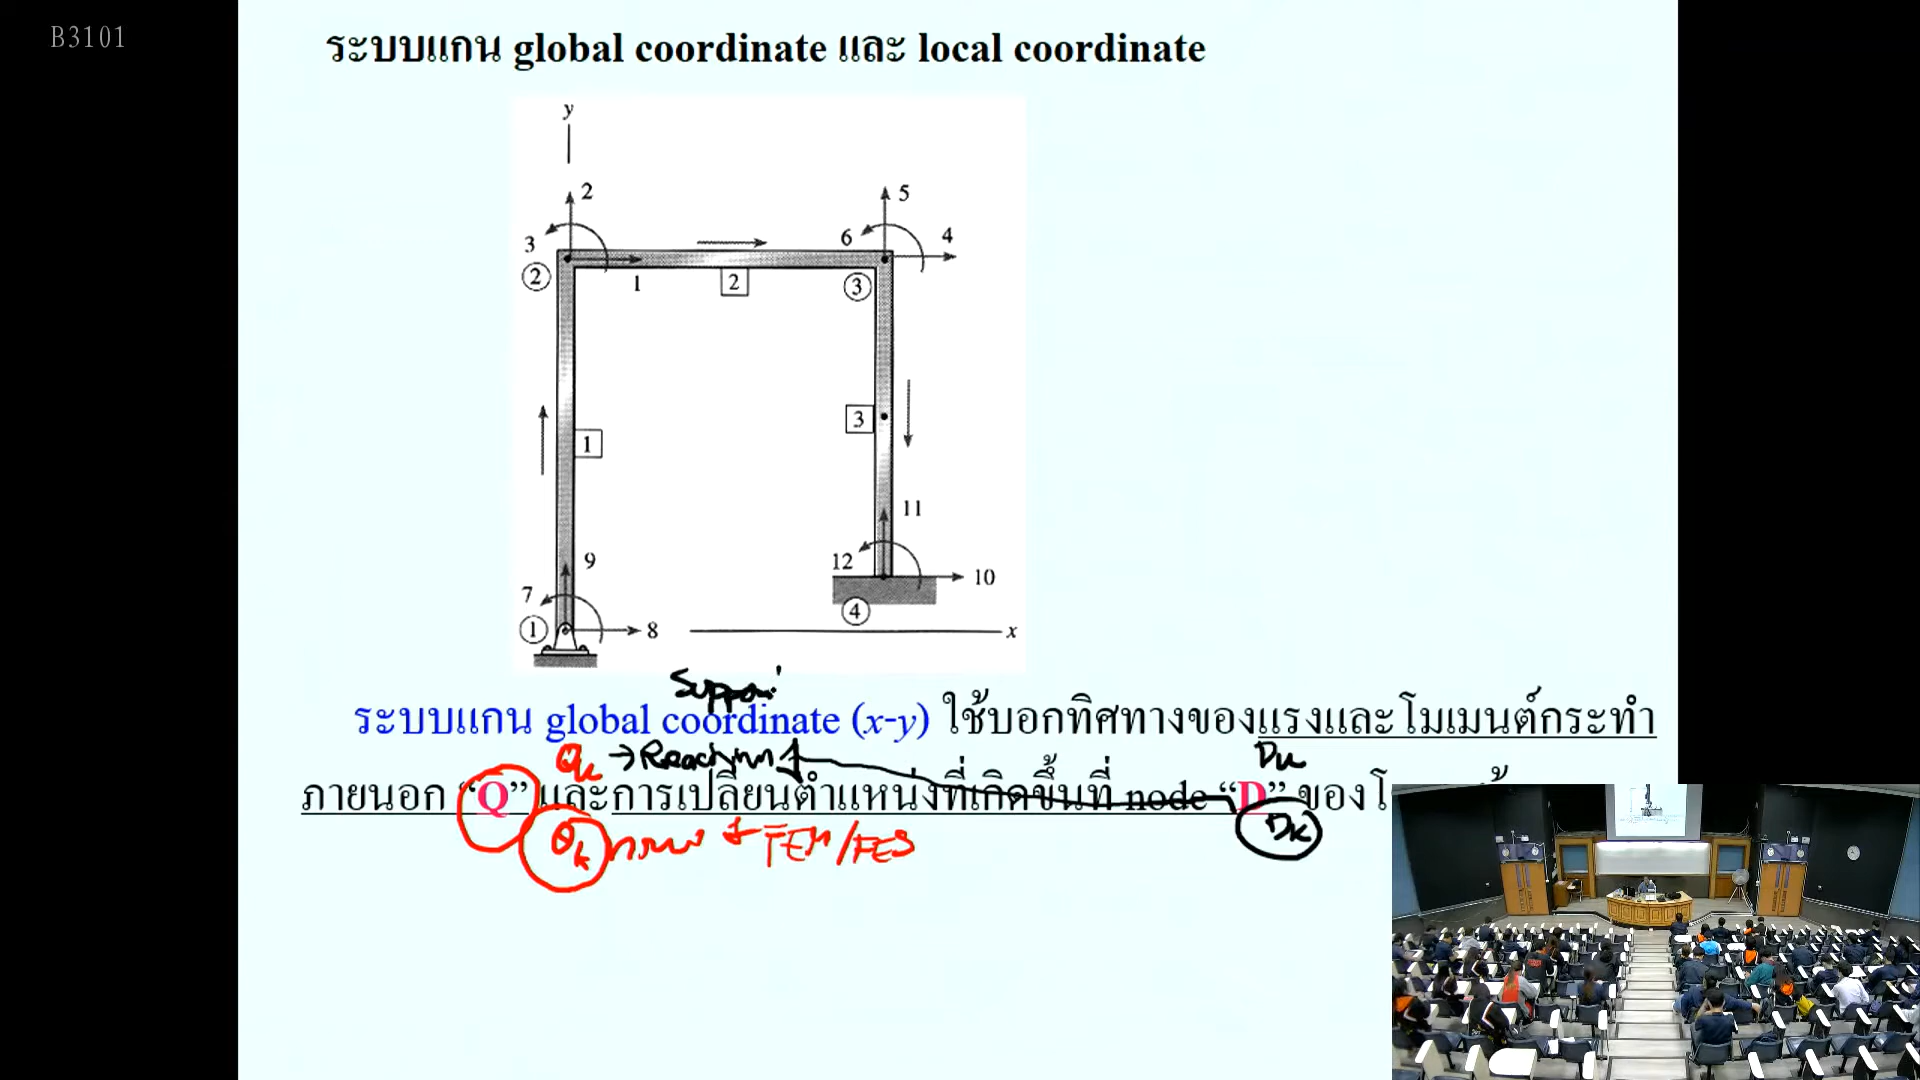 B3101
ระบบแกน global coordinate และ local coordinate
y
2
5
3
6
4
②
1
2
③
3
1
11
9
12
7
10
④
①
8
x
Support
ระบบแกน global coordinate (x-y) ใช้บอกทิศทางของแรงและโมเมนต์กระทำ
Qu → Reaction
Du
ภายนอก “Q” และการเปลี่ยนตำแหน่งที่เกิดขึ้นที่ node “D” ของ
Qk
Dk
FEM/FES